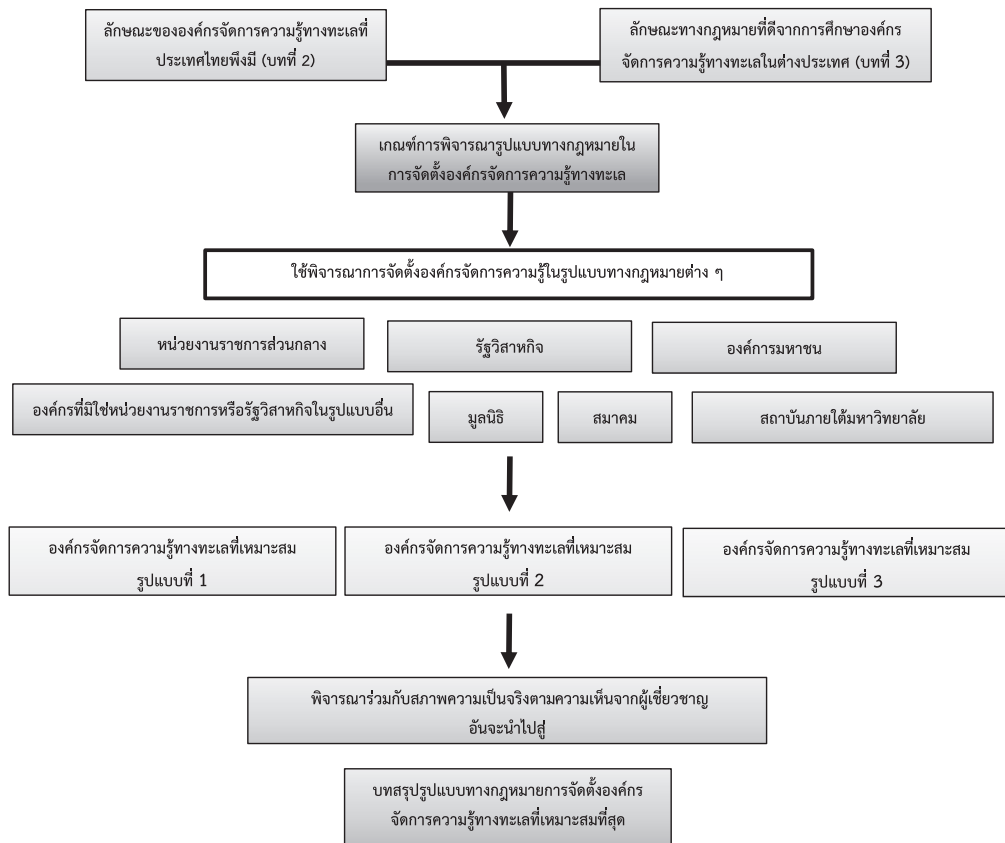 ลักษณะขององค์กรจัดการความรู้ทางทะเลที่
ประเทศไทยพึงมี (บทที่ 2)
ลักษณะทางกฎหมายที่ดีจากการศึกษาองค์กร
จัดการความรู้ทางทะเลในต่างประเทศ (บทที่ 3)
เกณฑ์การพิจารณารูปแบบทางกฎหมายใน
การจัดตั้งองค์กรจัดการความรู้ทางทะเล
ใช้พิจารณาการจัดตั้งองค์กรจัดการความรู้ในรูปแบบทางกฎหมายต่าง ๆ
หน่วยงานราชการส่วนกลาง
รัฐวิสาหกิจ
องค์การมหาชน
องค์กรที่มิใช่หน่วยงานราชการหรือรัฐวิสาหกิจในรูปแบบอื่น
มูลนิธิ
สมาคม
สถาบันภายใต้มหาวิทยาลัย
องค์กรจัดการความรู้ทางทะเลที่เหมาะสม
รูปแบบที่ 1
องค์กรจัดการความรู้ทางทะเลที่เหมาะสม
รูปแบบที่ 2
องค์กรจัดการความรู้ทางทะเลที่เหมาะสม
รูปแบบที่ 3
พิจารณาร่วมกับสภาพความเป็นจริงตามความเห็นจากผู้เชี่ยวชาญ
อันจะนำไปสู่
บทสรุปรูปแบบทางกฎหมายการจัดตั้งองค์กร
จัดการความรู้ทางทะเลที่เหมาะสมที่สุด